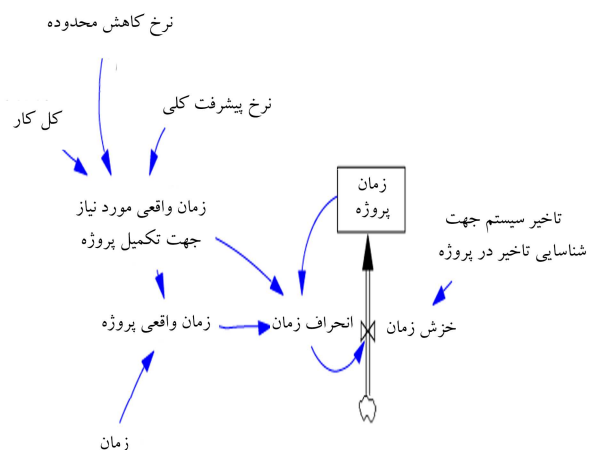 نرخ کاهش محدوده
نرخ پیشرفت کلی
کل کار
زمان
پروژه
زمان واقعی مورد نیاز
جهت تکمیل پروژه
تاخیر سیستم جهت
شناسایی تاخیر در پروژه
خزش زمان
انحراف زمان
زمان واقعی پروژه
زمان